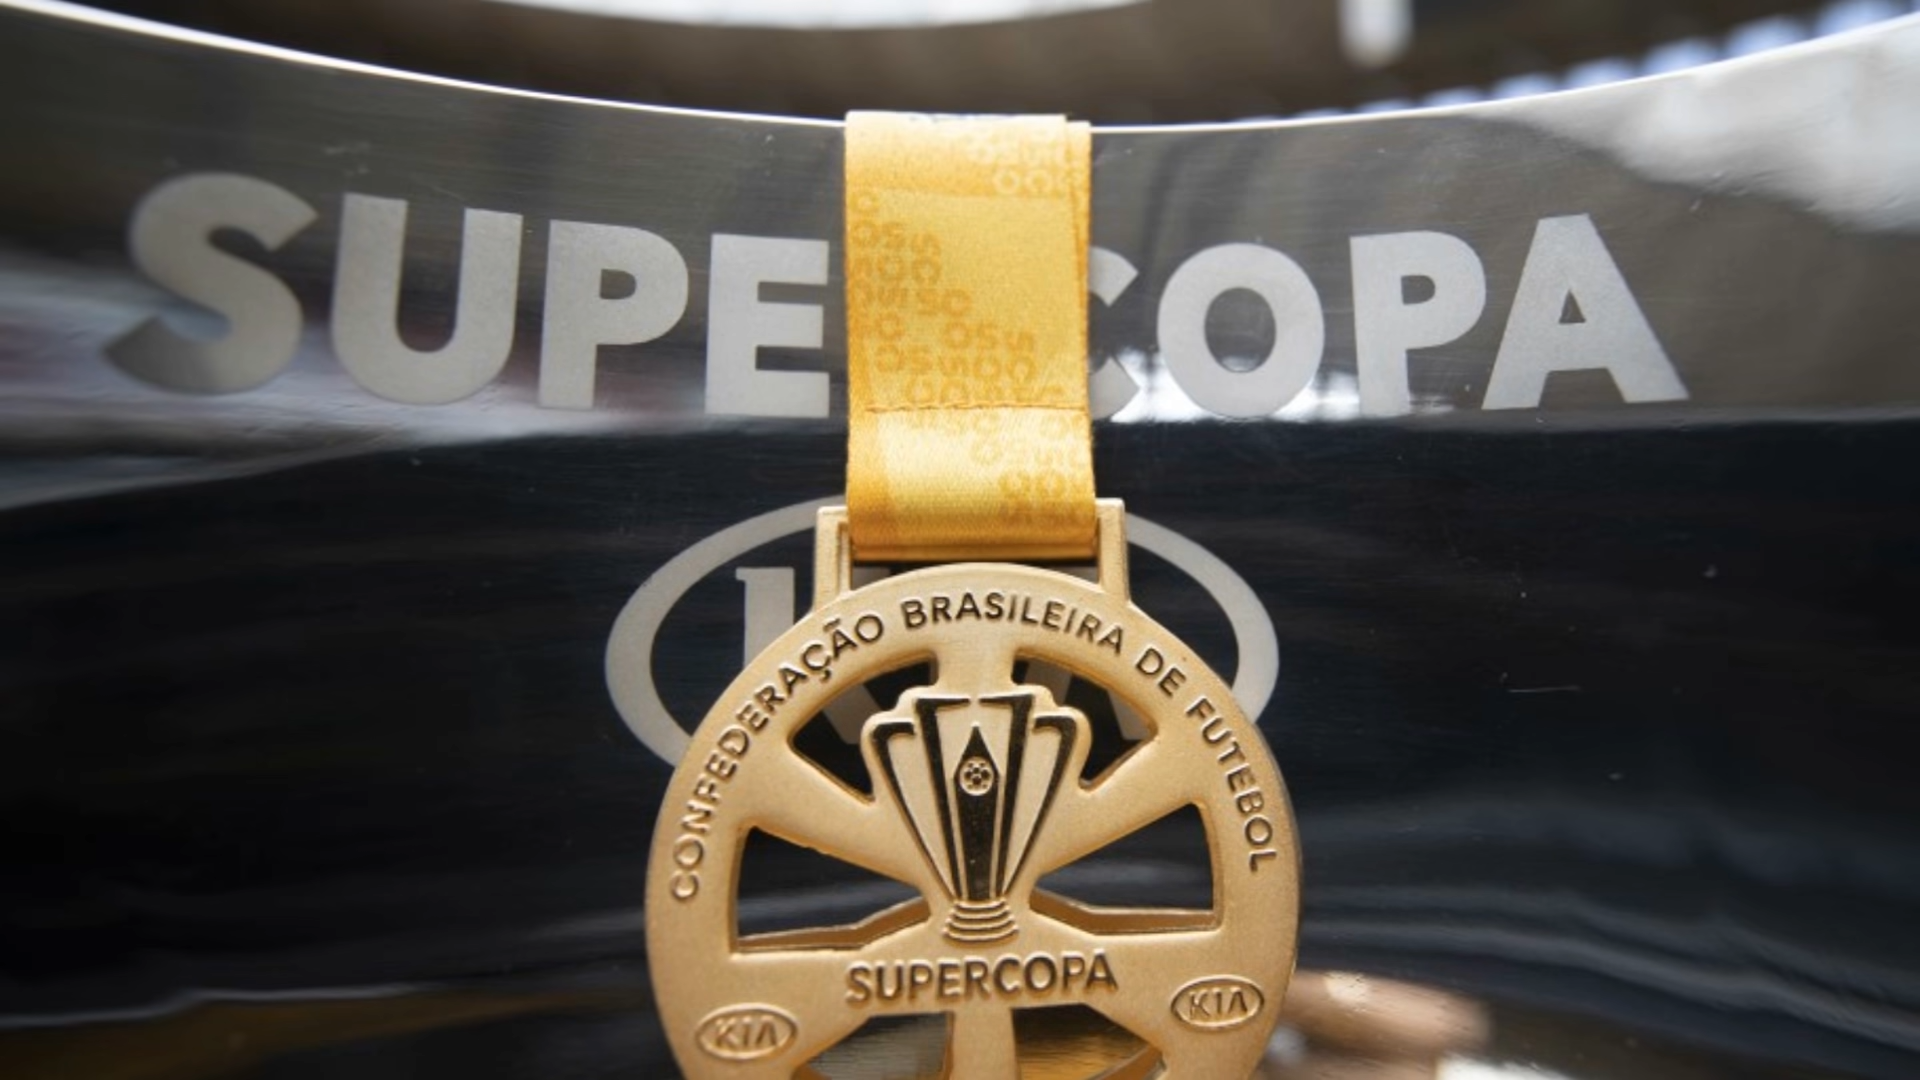 SUPERCOPA
CONFEDERAÇÃO BRASILEIRA DE FUTEBOL
SUPERCOPA
KIA KIA